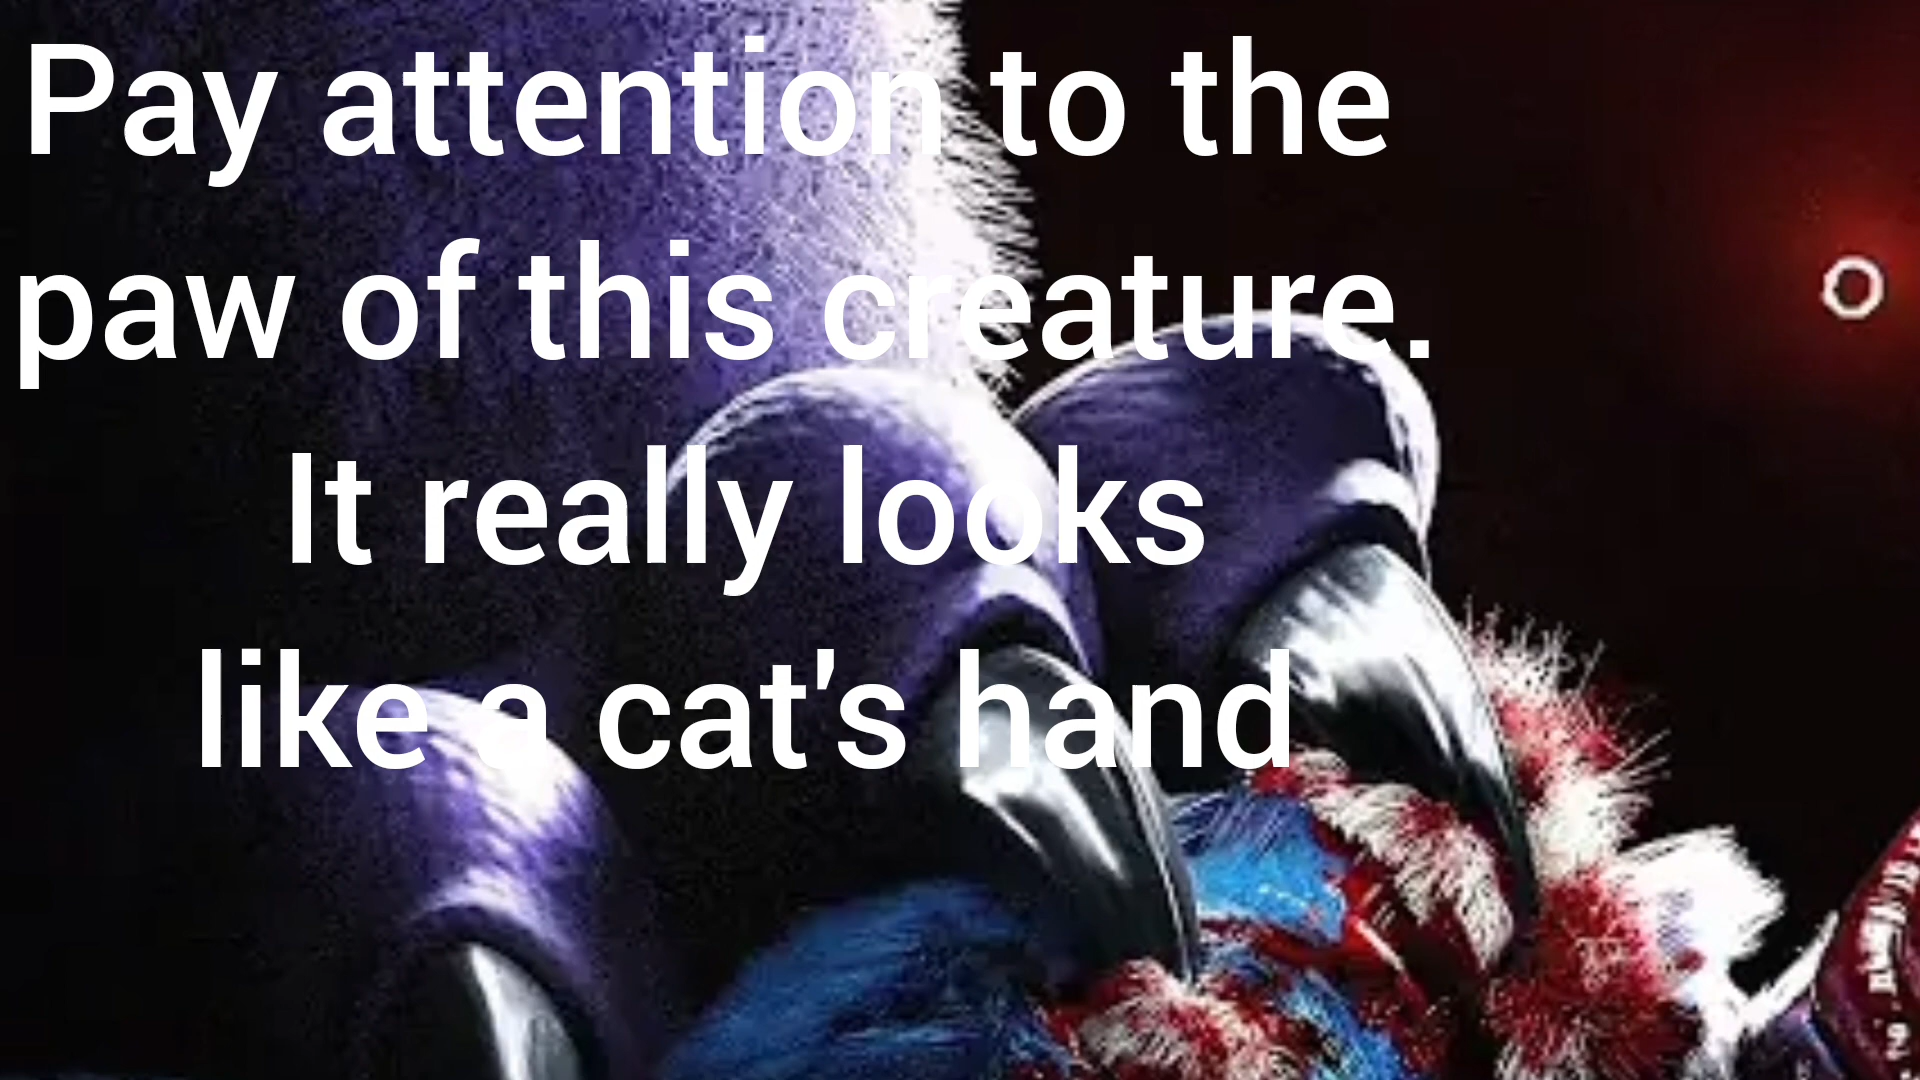 Pay attention to the
paw of this creature.
It really looks
like a cat's hand